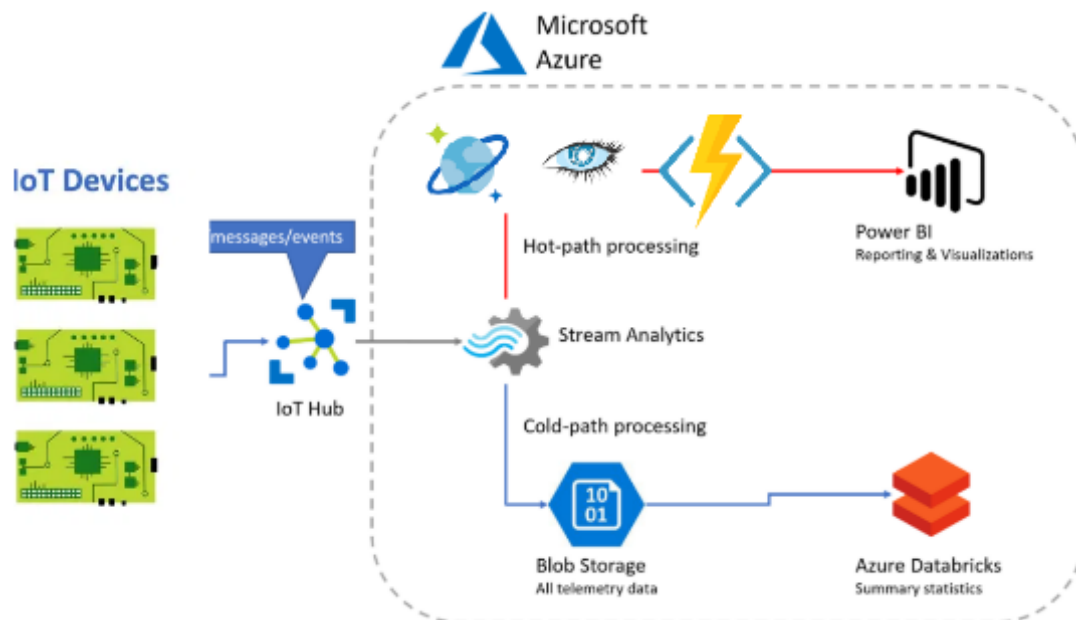 Microsoft
Azure
IoT Devices
messages/events
Hot-path processing
Power BI
Reporting & Visualizations
Stream Analytics
IoT Hub
Cold-path processing
10
01
Blob Storage
All telemetry data
Azure Databricks
Summary statistics